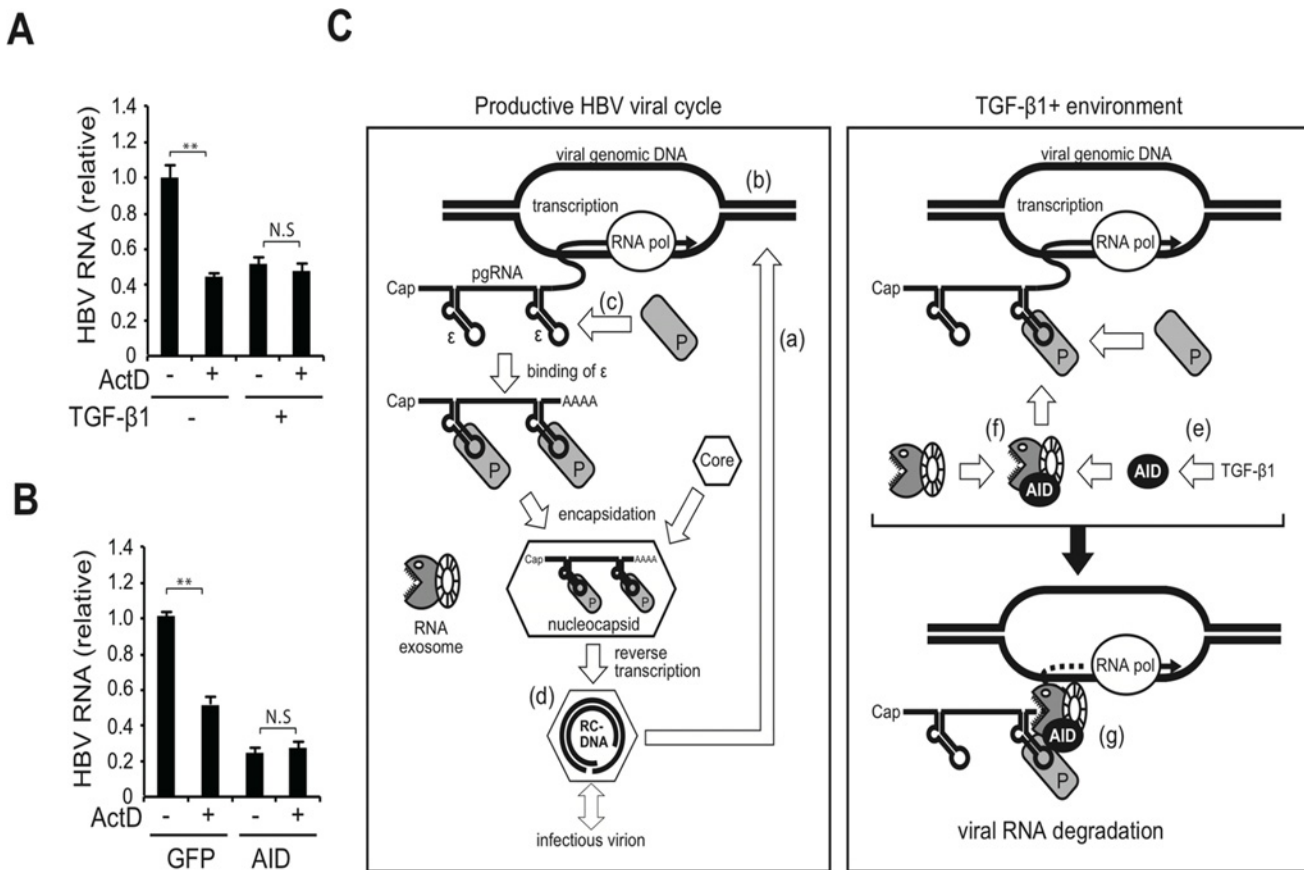 A
HBV RNA (relative)
1.4
1.2
1.0
0.8
0.6
0.4
0.2
0
**
N.S
ActD - + - +
TGF-β1 - +
B
HBV RNA (relative)
1.4
1.2
1.0
0.8
0.6
0.4
0.2
0
**
N.S
ActD - + - +
GFP AID
C
Productive HBV viral cycle
viral genomic DNA
(b)
transcription
RNA pol
pgRNA
Cap
(c)
ε ε
P
(a)
binding of ε
Cap AAAA
P P
Core
encapsidation
Cap AAAA
P P
nucleocapsid
RNA
exosome
reverse
transcription
(d)
RC-
DNA
infectious virion
TGF-β1+ environment
viral genomic DNA
transcription
RNA pol
Cap
P P
(f) (e)
AID AID TGF-β1
RNA pol
Cap
AID (g)
P
viral RNA degradation